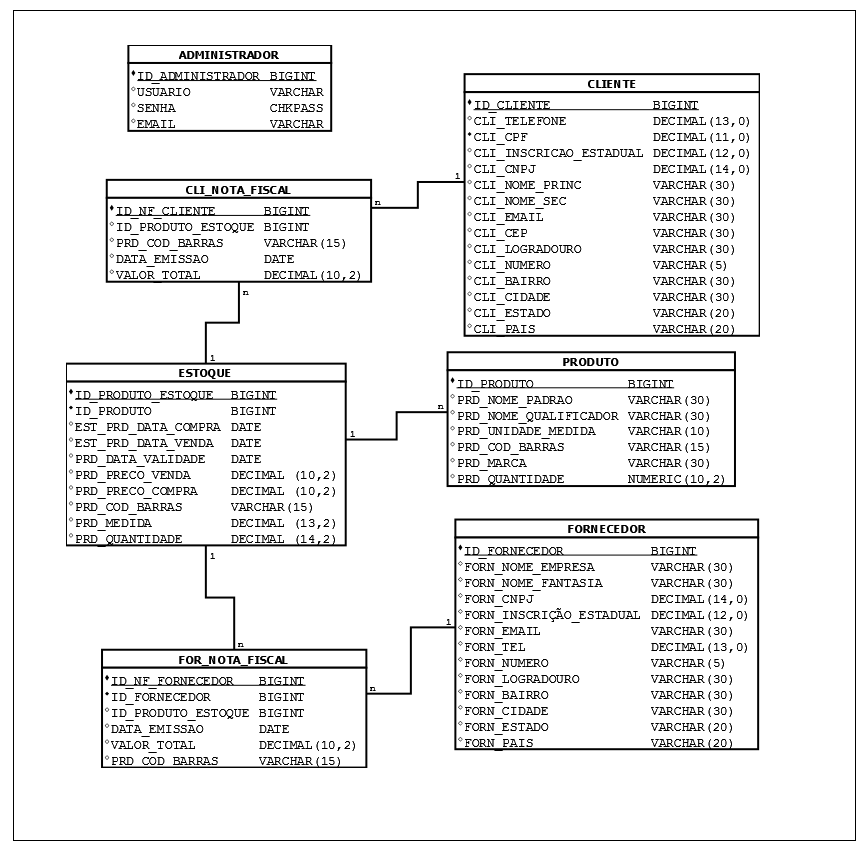 ADMINISTRADOR
ID_ADMINISTRADOR BIGINT
USUARIO VARCHAR
SENHA CHKPASS
EMAIL VARCHAR
CLIENTE
ID_CLIENTE BIGINT
CLI_TELEFONE DECIMAL(13,0)
CLI_CPF DECIMAL(11,0)
CLI_INSCRICAO_ESTADUAL DECIMAL(12,0)
CLI_CNPJ DECIMAL(14,0)
CLI_NOME_PRINC VARCHAR(30)
CLI_NOME_SEC VARCHAR(30)
CLI_EMAIL VARCHAR(30)
CLI_CEP VARCHAR(30)
CLI_LOGRADOURO VARCHAR(30)
CLI_NUMERO VARCHAR(5)
CLI_BAIRRO VARCHAR(30)
CLI_CIDADE VARCHAR(30)
CLI_ESTADO VARCHAR(20)
CLI_PAIS VARCHAR(20)
1
n
CLI_NOTA_FISCAL
ID_NF_CLIENTE BIGINT
ID_PRODUTO_ESTOQUE BIGINT
PRD_COD_BARRAS VARCHAR(15)
DATA_EMISSAO DATE
VALOR_TOTAL DECIMAL(10,2)
n
1
ESTOQUE
ID_PRODUTO_ESTOQUE BIGINT
ID_PRODUTO BIGINT
EST_PRD_DATA_COMPRA DATE
EST_PRD_DATA_VENDA DATE
PRD_DATA_VALIDADE DATE
PRD_PRECO_VENDA DECIMAL (10,2)
PRD_PRECO_COMPRA DECIMAL (10,2)
PRD_COD_BARRAS VARCHAR(15)
PRD_MEDIDA DECIMAL (13,2)
PRD_QUANTIDADE DECIMAL (14,2)
1
n
PRODUTO
ID_PRODUTO BIGINT
PRD_NOME_PADRAO VARCHAR(30)
PRD_NOME_QUALIFICADOR VARCHAR(30)
PRD_UNIDADE_MEDIDA VARCHAR(10)
PRD_COD_BARRAS VARCHAR(15)
PRD_MARCA VARCHAR(30)
PRD_QUANTIDADE NUMERIC(10,2)
1
n
FORNECEDOR
ID_FORNECEDOR BIGINT
FORN_NOME_EMPRESA VARCHAR(30)
FORN_NOME_FANTASIA VARCHAR(30)
FORN_CNPJ DECIMAL(14,0)
FORN_INSCRIÇÃO_ESTADUAL DECIMAL(12,0)
FORN_EMAIL VARCHAR(30)
FORN_TEL DECIMAL(13,0)
FORN_NUMERO VARCHAR(5)
FORN_LOGRADOURO VARCHAR(30)
FORN_BAIRRO VARCHAR(30)
FORN_CIDADE VARCHAR(30)
FORN_ESTADO VARCHAR(20)
FORN_PAIS VARCHAR(20)
1
n
FOR_NOTA_FISCAL
ID_NF_FORNECEDOR BIGINT
ID_FORNECEDOR BIGINT
ID_PRODUTO_ESTOQUE BIGINT
DATA_EMISSAO DATE
VALOR_TOTAL DECIMAL(10,2)
PRD_COD_BARRAS VARCHAR(15)